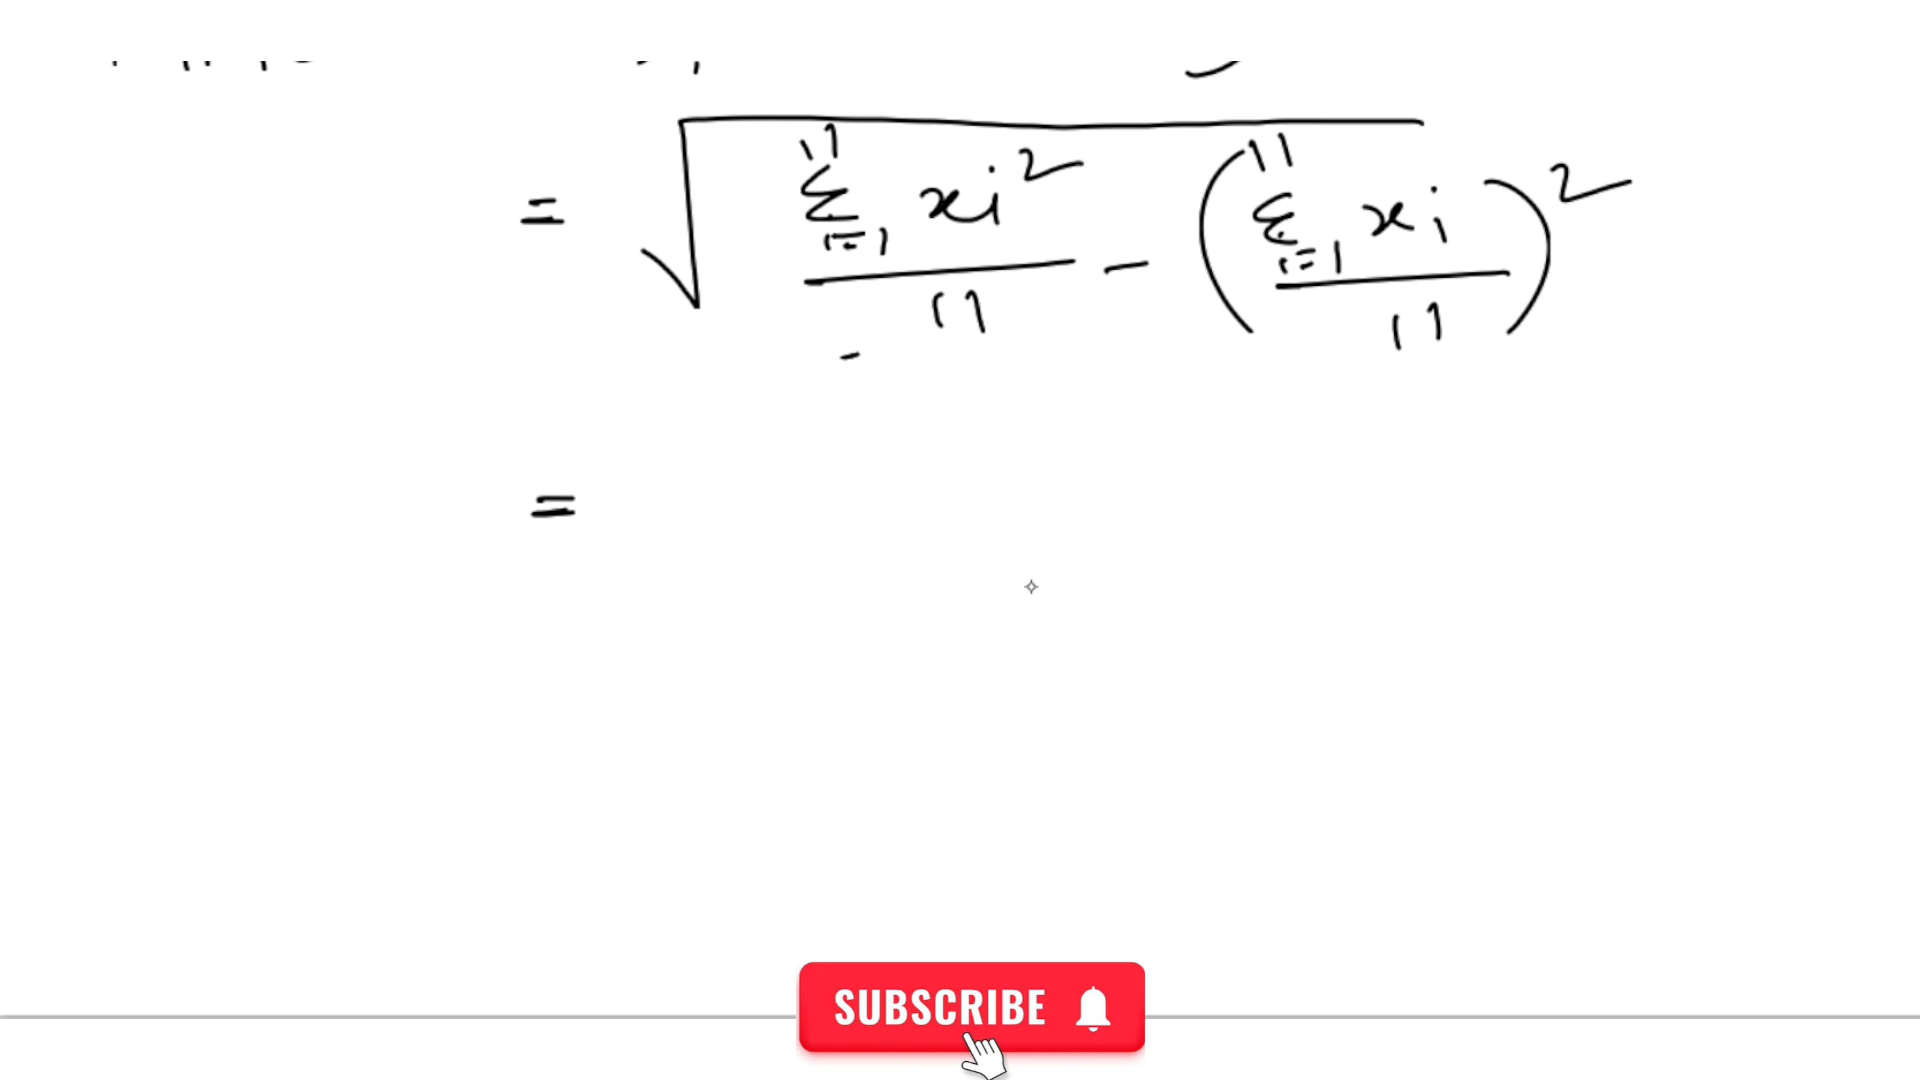 = √( Σ_{i=1}^{11} xi² / 11 - ( Σ_{i=1}^{11} xi / 11 )² )
=
SUBSCRIBE